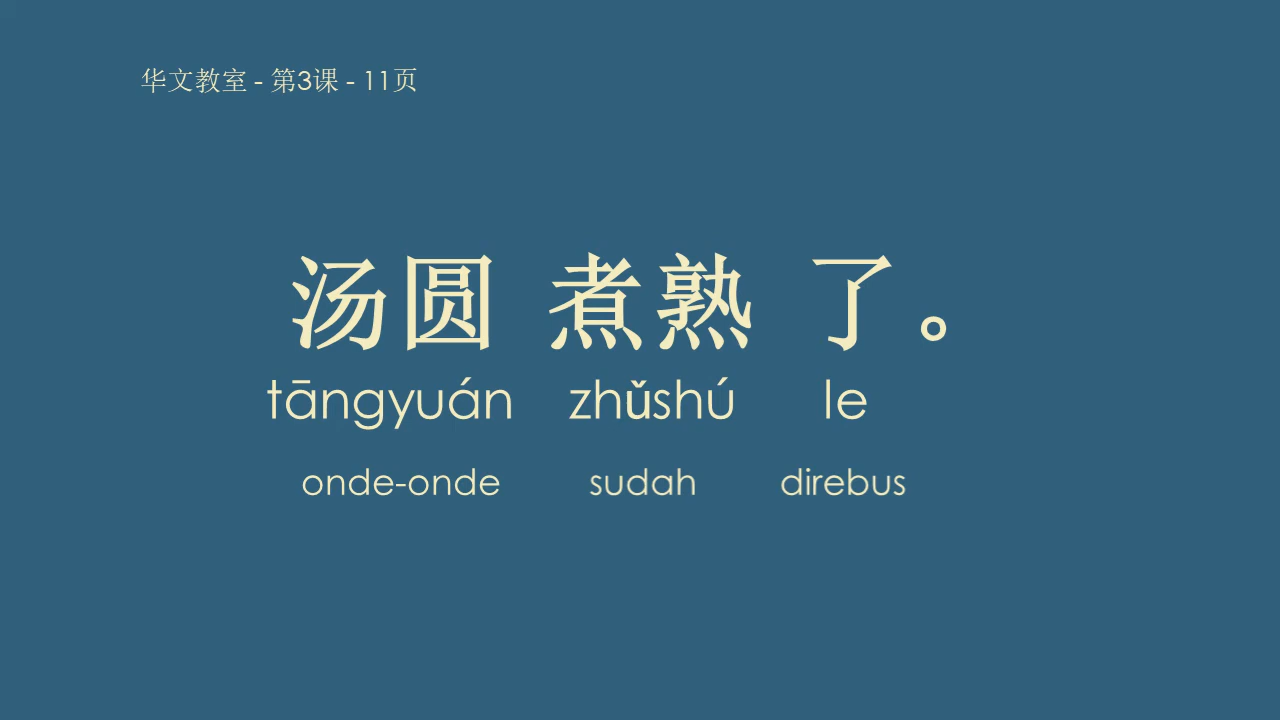 华文教室 - 第3课 - 11页
汤圆 煮熟 了。
tāngyuán zhǔshú le
onde-onde sudah direbus